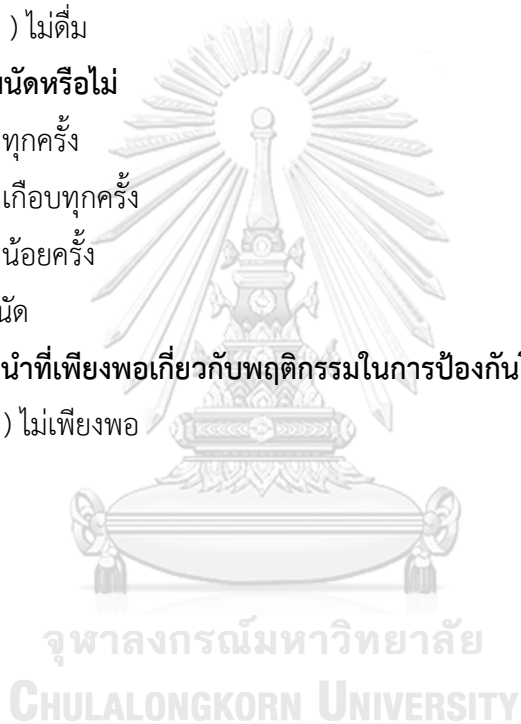 ) ไม่ดื่ม
นัดหรือไม่
ทุกครั้ง
เกือบทุกครั้ง
น้อยครั้ง
นัด
นำที่เพียงพอเกี่ยวกับพฤติกรรมในการป้องกัน
) ไม่เพียงพอ
จุฬาลงกรณ์มหาวิทยาลัย
CHULALONGKORN UNIVERSITY